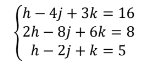 h − 4j + 3k = 16
2h − 8j + 6k = 8
h − 2j + k = 5